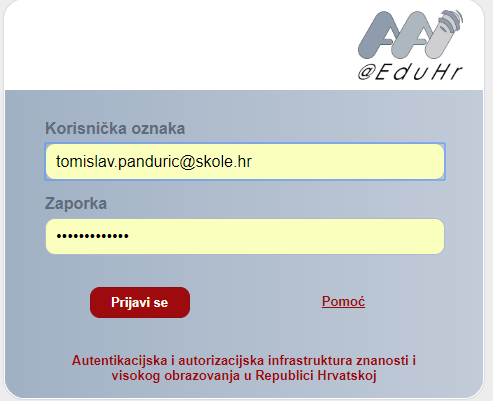 AAI
@EduHr
Korisnička oznaka
tomislav.panduric@skole.hr
Zaporka
•••••••••••••
Prijavi se
Pomoć
Autentikacijska i autorizacijska infrastruktura znanosti i
visokog obrazovanja u Republici Hrvatskoj